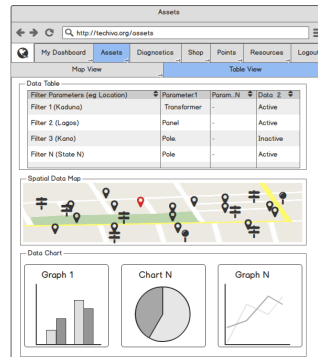 Assets
http://techivo.org/assets
My Dashboard Assets Diagnostics Shop Points Resources Logout
Map View Table View
Data Table
Filter Parameters (eg Location) Parameter1 Param..N Data 2
Filter 1 (Kaduna) Transformer - Active
Filter 2 (Lagos) Panel - Active
Filter 3 (Kano) Pole - Inactive
Filter N (State N) Pole - Active
Spatial Data Map
Data Chart
Graph 1 Chart N Graph N